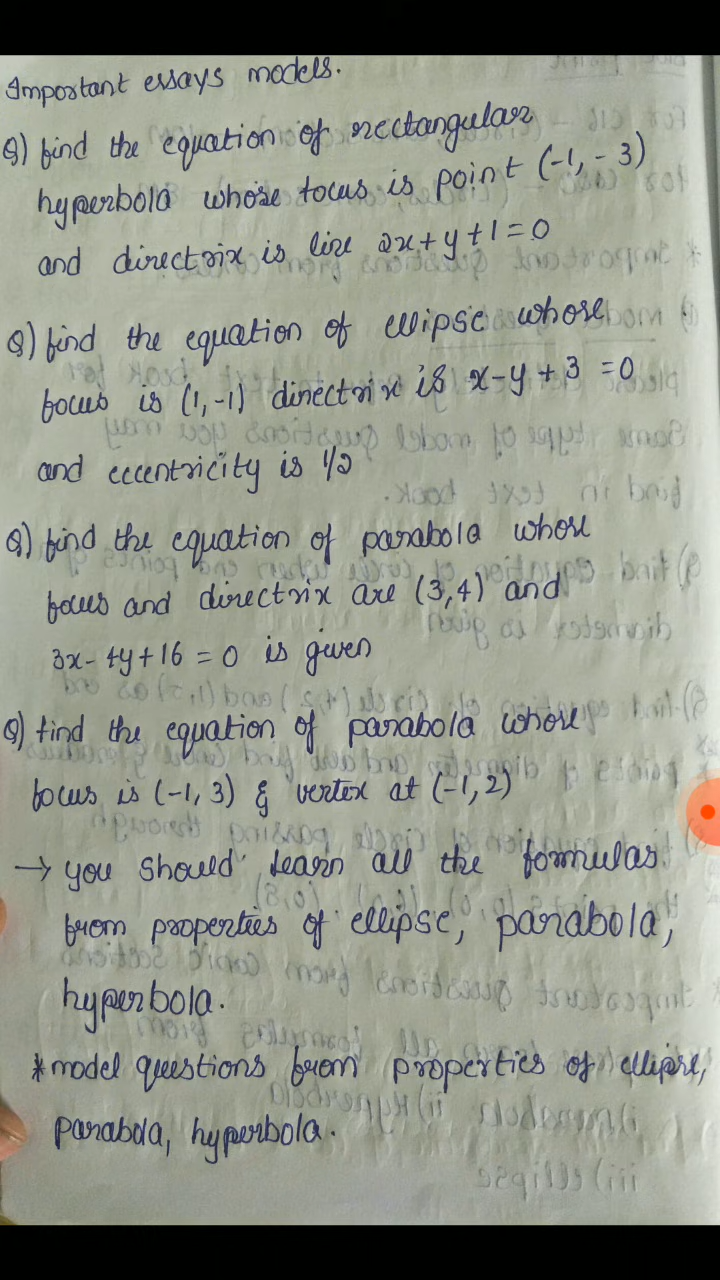 Important essays models.
Q) find the equation of rectangular
hyperbola whose focus is point (-1, -3)
and directrix is line 2x+y+1=0
Q) find the equation of ellipse whose
focus is (1,-1) directrix is x-y+3=0
and eccentricity is 1/2
Q) find the equation of parabola whose
focus and directrix are (3,4) and
3x-4y+16=0 is given
Q) find the equation of parabola whose
focus is (-1,3) & vertex at (-1,2)
→ you should learn all the formulas
from properties of ellipse, parabola,
hyperbola.
*model questions from properties of ellipse,
parabola, hyperbola.